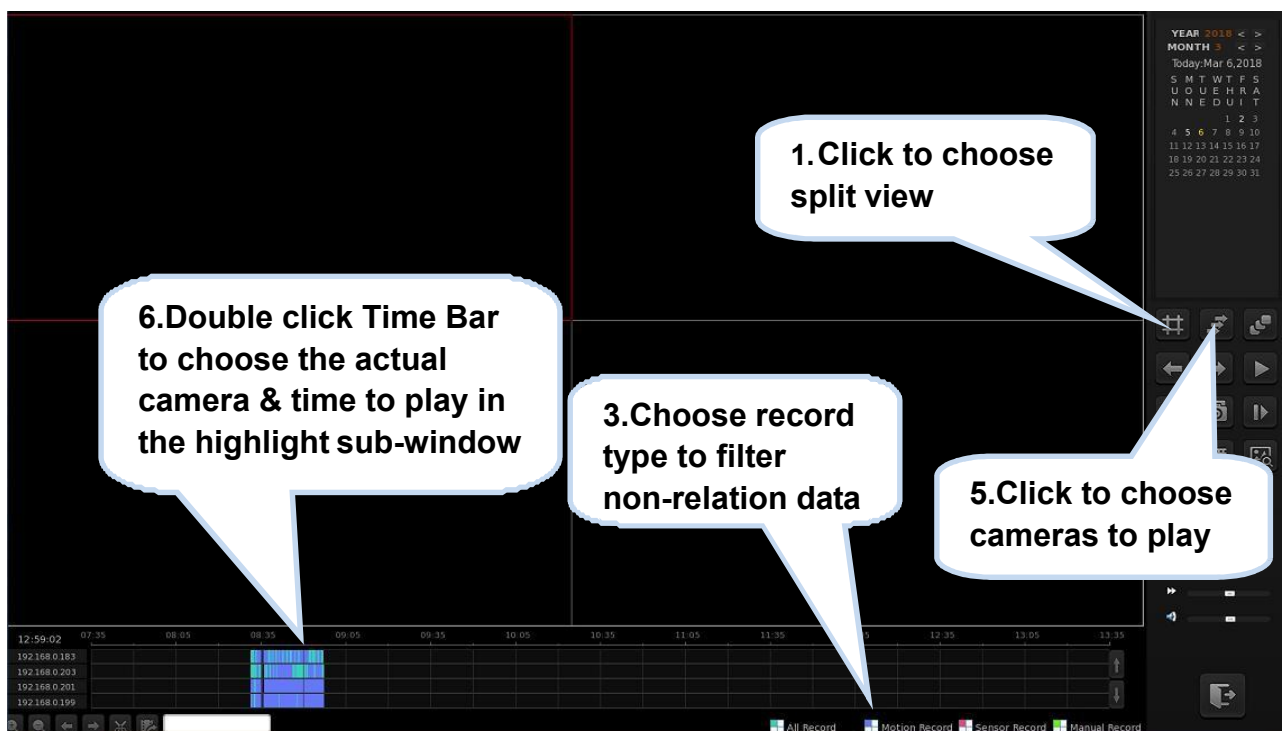 YEAR 2018 < >
MONTH 3 < >
Today:Mar 6,2018
S M T W T F S
U O U E H R A
N N E D U I T
1 2 3
4 5 6 7 8 9 10
11 12 13 14 15 16 17
18 19 20 21 22 23 24
25 26 27 28 29 30 31
1.Click to choose
split view
6.Double click Time Bar
to choose the actual
camera & time to play in
the highlight sub-window
3.Choose record
type to filter
non-relation data
5.Click to choose
cameras to play
12:59:02 07:35 08:05 08:35 09:05 09:35 10:05 10:35 11:05 11:35 12:35 13:05 13:35
192.168.0.183
192.168.0.203
192.168.0.201
192.168.0.199
All Record Motion Record Sensor Record Manual Record